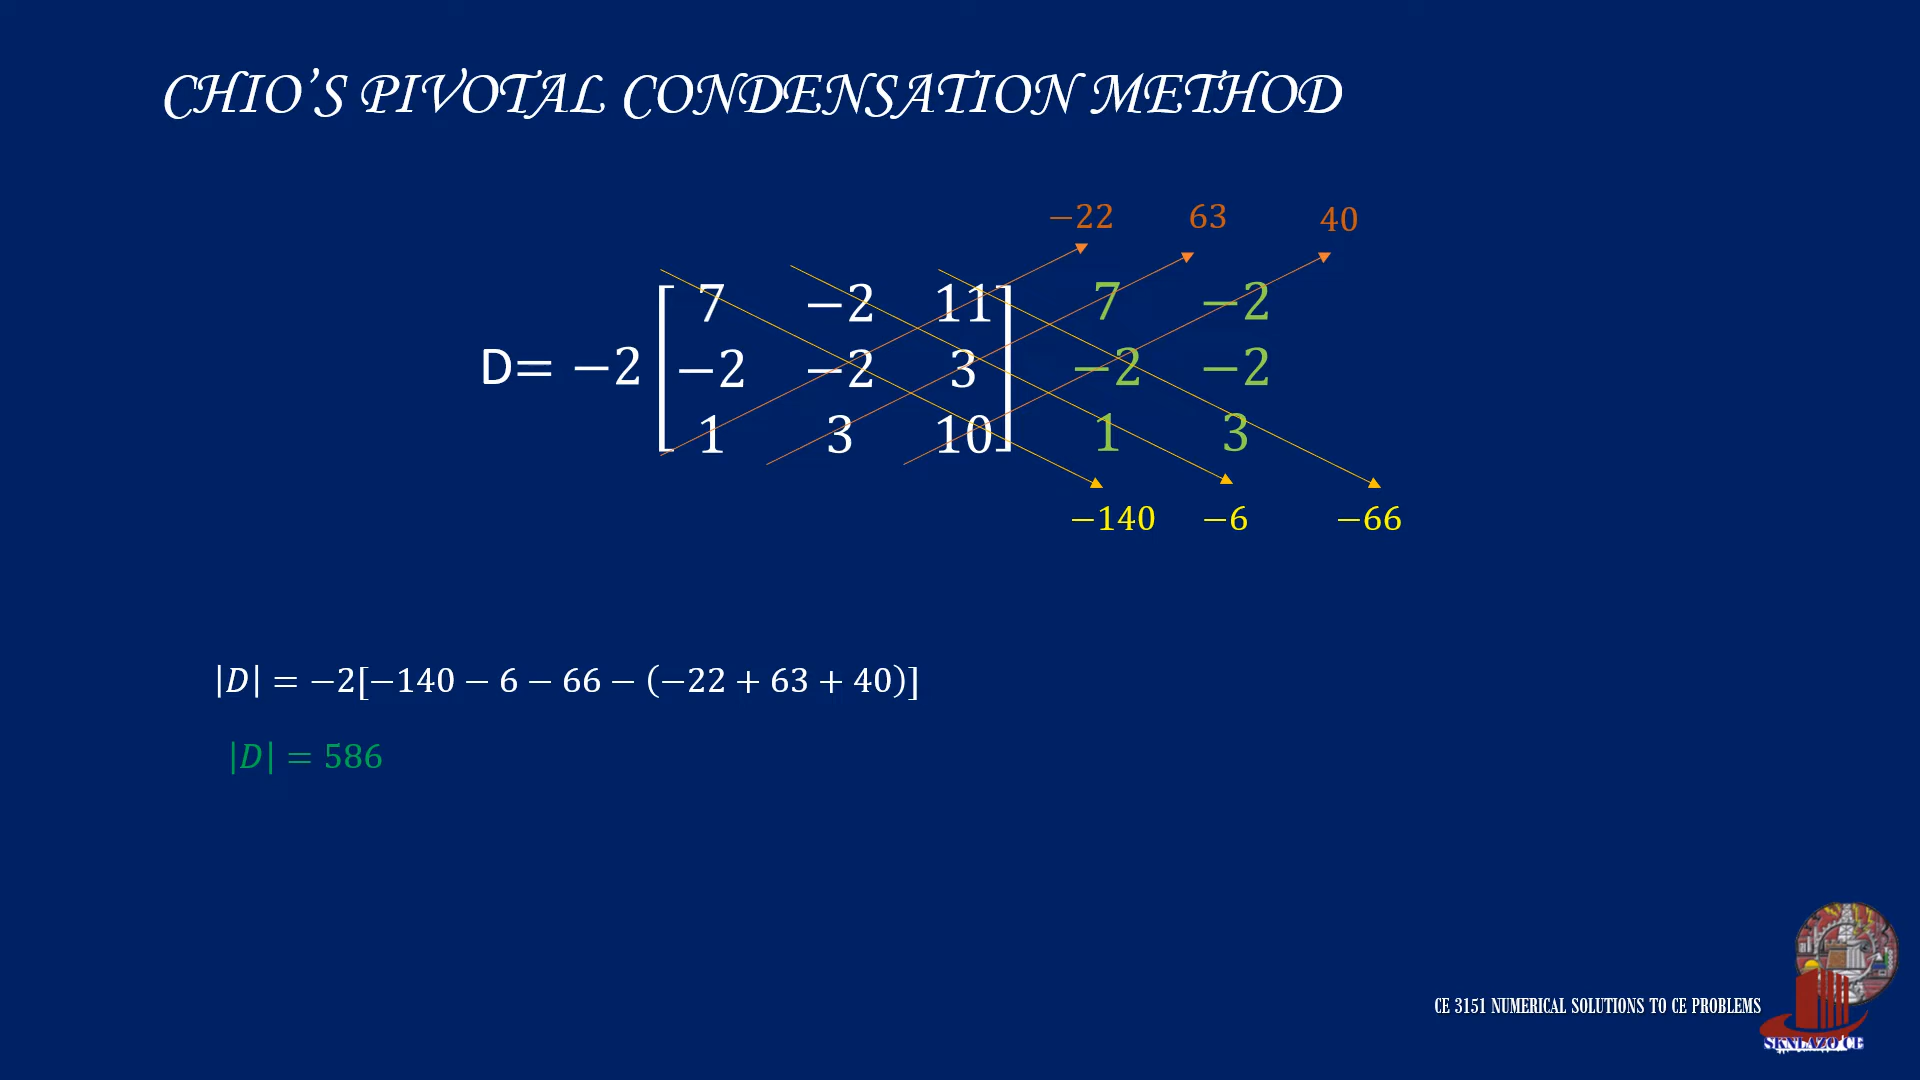 CHIO'S PIVOTAL CONDENSATION METHOD
−22 63 40
7 −2 11 7 −2
D= −2 −2 −2 3 −2 −2
1 3 10 1 3
−140 −6 −66
|D| = −2[−140 − 6 − 66 − (−22 + 63 + 40)]
|D| = 586
CE 3151 NUMERICAL SOLUTIONS TO CE PROBLEMS
SKNLAZO CE